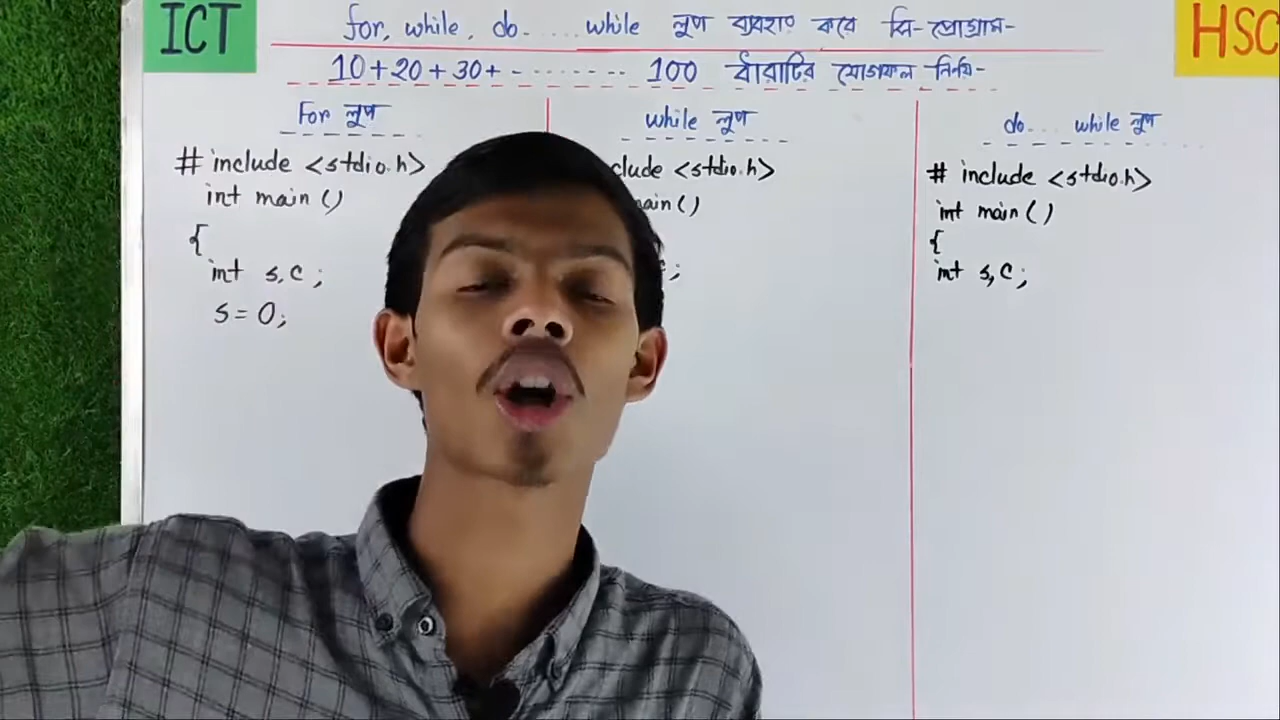 ICT
for, while, do.....while লুপ ব্যবহার করে সি-প্রোগ্রাম-
HSC
10+20+30+-------- 100 ধারাটির যোগফল নির্ণয়-
For লুপ
# include <stdio.h>
int main ()
{
int s,c;
s=0;
while লুপ
clude <stdio.h>
main()
c;
do... while লুপ
# include <stdio.h>
int main()
{
int s,c;